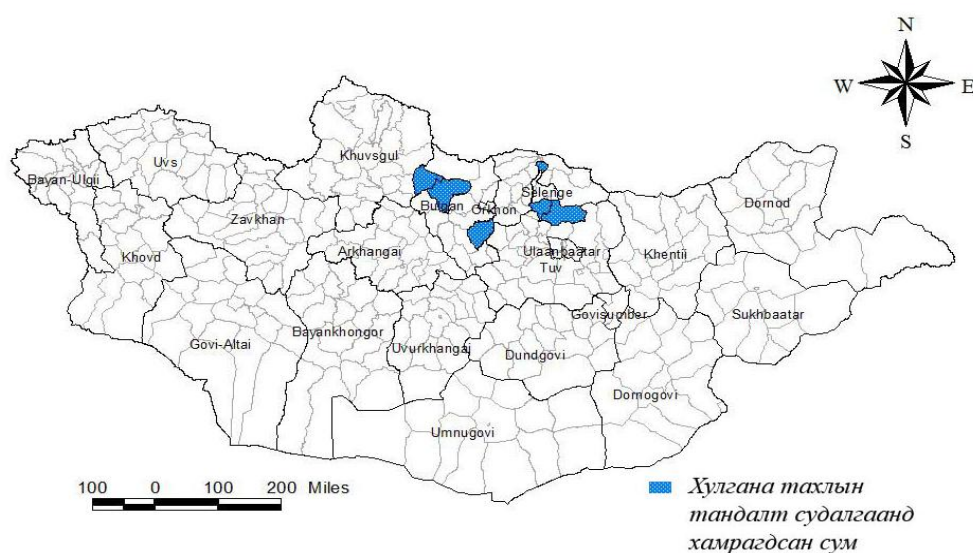 N
W E
S
Khuvsgul
Uvs
Bayan-Ulgii
Selenge
Dornod
Bulgan
Orkhon
Zavkhan
Khovd
Arkhangai
Ulaanbaatar
Khentii
Tuv
Bayankhongor
Govisumber
Sukhbaatar
Govi-Altai
Uvurkhangai
Dundgovi
Dornogovi
Umnugovi
100 0 100 200 Miles
Хулгана тахлын
тандалт судалгаанд
хамрагдсан сум